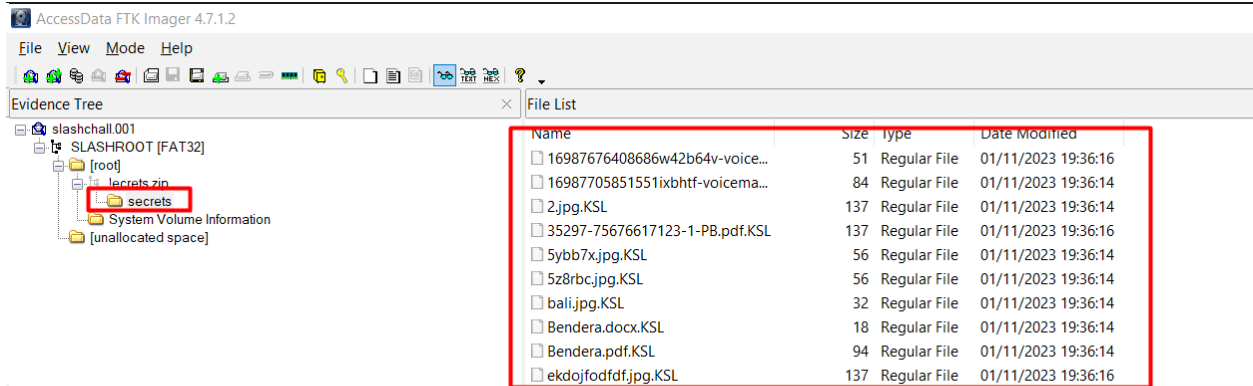 AccessData FTK Imager 4.7.1.2
File View Mode Help
TEXT HEX ?
Evidence Tree × File List
slashchall.001
SLASHROOT [FAT32]
[root]
!ecrets.zip
secrets
System Volume Information
[unallocated space]
Name Size Type Date Modified
16987676408686w42b64v-voice... 51 Regular File 01/11/2023 19:36:16
16987705851551ixbhtf-voicema... 84 Regular File 01/11/2023 19:36:16
2.jpg.KSL 137 Regular File 01/11/2023 19:36:14
35297-75676617123-1-PB.pdf.KSL 137 Regular File 01/11/2023 19:36:16
5ybb7x.jpg.KSL 56 Regular File 01/11/2023 19:36:14
5z8rbc.jpg.KSL 56 Regular File 01/11/2023 19:36:14
bali.jpg.KSL 32 Regular File 01/11/2023 19:36:14
Bendera.docx.KSL 18 Regular File 01/11/2023 19:36:14
Bendera.pdf.KSL 94 Regular File 01/11/2023 19:36:14
ekdojfodfdf.jpg.KSL 137 Regular File 01/11/2023 19:36:14